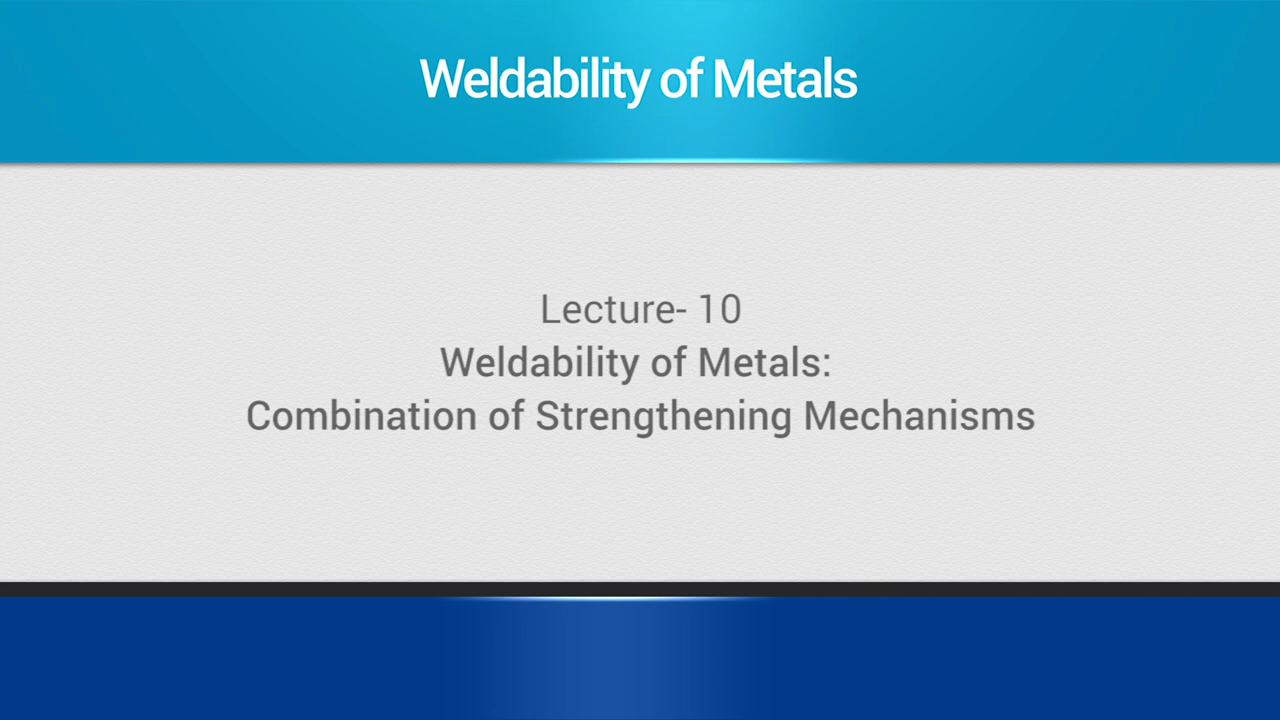 Weldability of Metals
Lecture- 10
Weldability of Metals:
Combination of Strengthening Mechanisms